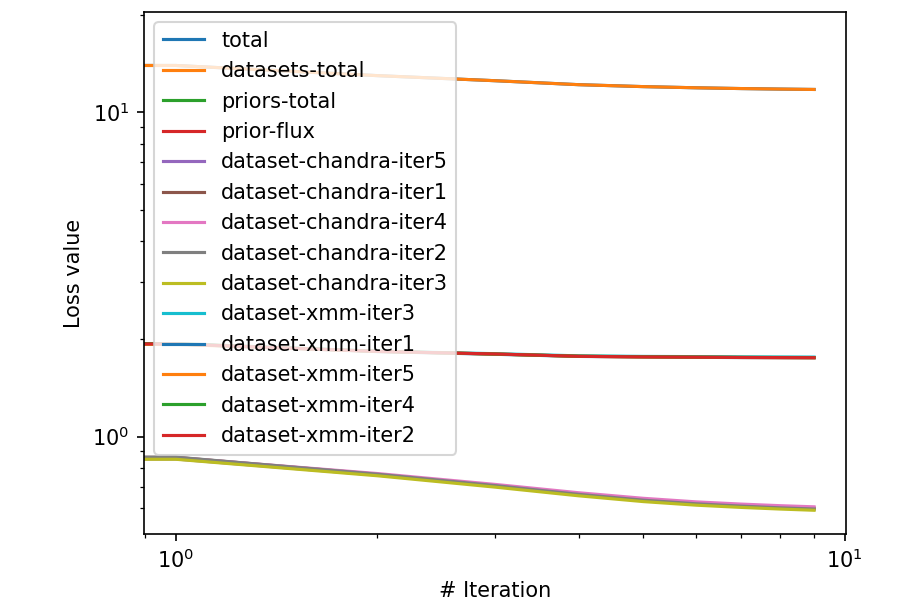 total
datasets-total
priors-total
prior-flux
dataset-chandra-iter5
dataset-chandra-iter1
dataset-chandra-iter4
dataset-chandra-iter2
dataset-chandra-iter3
dataset-xmm-iter3
dataset-xmm-iter1
dataset-xmm-iter5
dataset-xmm-iter4
dataset-xmm-iter2
10¹
10⁰
Loss value
10⁰ 10¹
# Iteration